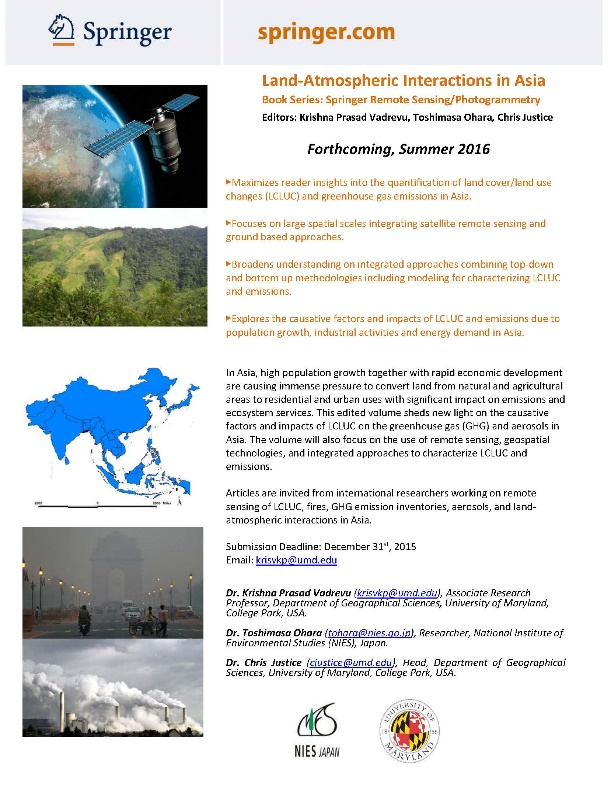 Springer
springer.com
Land-Atmospheric Interactions in Asia
Book Series: Springer Remote Sensing/Photogrammetry
Editors: Krishna Prasad Vadrevu, Toshimasa Ohara, Chris Justice
Forthcoming, Summer 2016
Maximizes reader insights into the quantification of land cover/land use
changes (LCLUC) and greenhouse gas emissions in Asia.
Focuses on large spatial scales integrating satellite remote sensing and
ground based approaches.
Broadens understanding on integrated approaches combining top-down
and bottom up methodologies including modeling for characterizing LCLUC
and emissions.
Explores the causative factors and impacts of LCLUC and emissions due to
population growth, industrial activities and energy demand in Asia.
In Asia, high population growth together with rapid economic development
are causing immense pressure to convert land from natural and agricultural
areas to residential and urban uses with significant impact on emissions and
ecosystem services. This edited volume sheds new light on the causative
factors and impacts of LCLUC on the greenhouse gas (GHG) and aerosols in
Asia. The volume will also focus on the use of remote sensing, geospatial
technologies, and integrated approaches to characterize LCLUC and
emissions.
Articles are invited from international researchers working on remote
sensing of LCLUC, fires, GHG emission inventories, aerosols, and land-
atmospheric interactions in Asia.
Submission Deadline: December 31st, 2015
Email: krisvkp@umd.edu
Dr. Krishna Prasad Vadrevu (krisvkp@umd.edu), Associate Research
Professor, Department of Geographical Sciences, University of Maryland,
College Park, USA.
Dr. Toshimasa Ohara (tohara@nies.go.jp), Researcher, National Institute of
Environmental Studies (NIES), Japan.
Dr. Chris Justice (cjustice@umd.edu), Head, Department of Geographical
Sciences, University of Maryland, College Park, USA.
NIES JAPAN
UNIVERSITY OF
MARYLAND